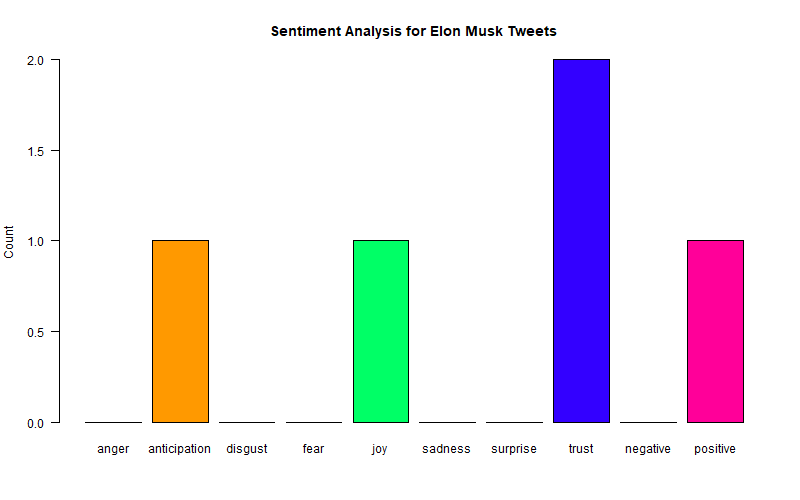 Sentiment Analysis for Elon Musk Tweets
2.0
1.5
1.0
0.5
0.0
Count
anger anticipation disgust fear joy sadness surprise trust negative positive